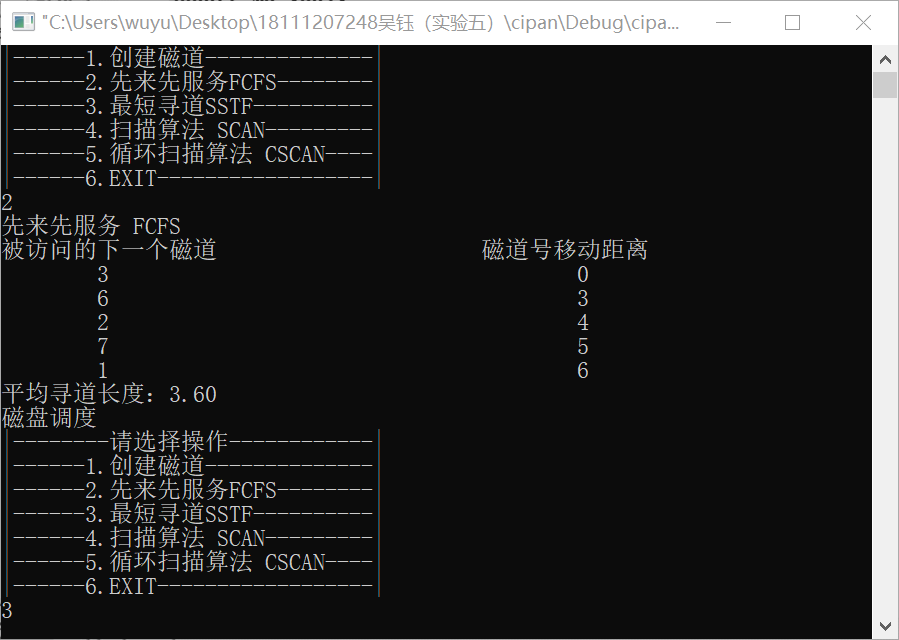 "C:\Users\wuyu\Desktop\18111207248吴钰（实验五）\cipan\Debug\cipa...
|------1.创建磁道--------------|
|------2.先来先服务FCFS--------|
|------3.最短寻道SSTF----------|
|------4.扫描算法 SCAN---------|
|------5.循环扫描算法 CSCAN----|
|------6.EXIT------------------|
2
先来先服务 FCFS
被访问的下一个磁道 磁道号移动距离
3 0
6 3
2 4
7 5
1 6
平均寻道长度：3.60
磁盘调度
|--------请选择操作------------|
|------1.创建磁道--------------|
|------2.先来先服务FCFS--------|
|------3.最短寻道SSTF----------|
|------4.扫描算法 SCAN---------|
|------5.循环扫描算法 CSCAN----|
|------6.EXIT------------------|
3